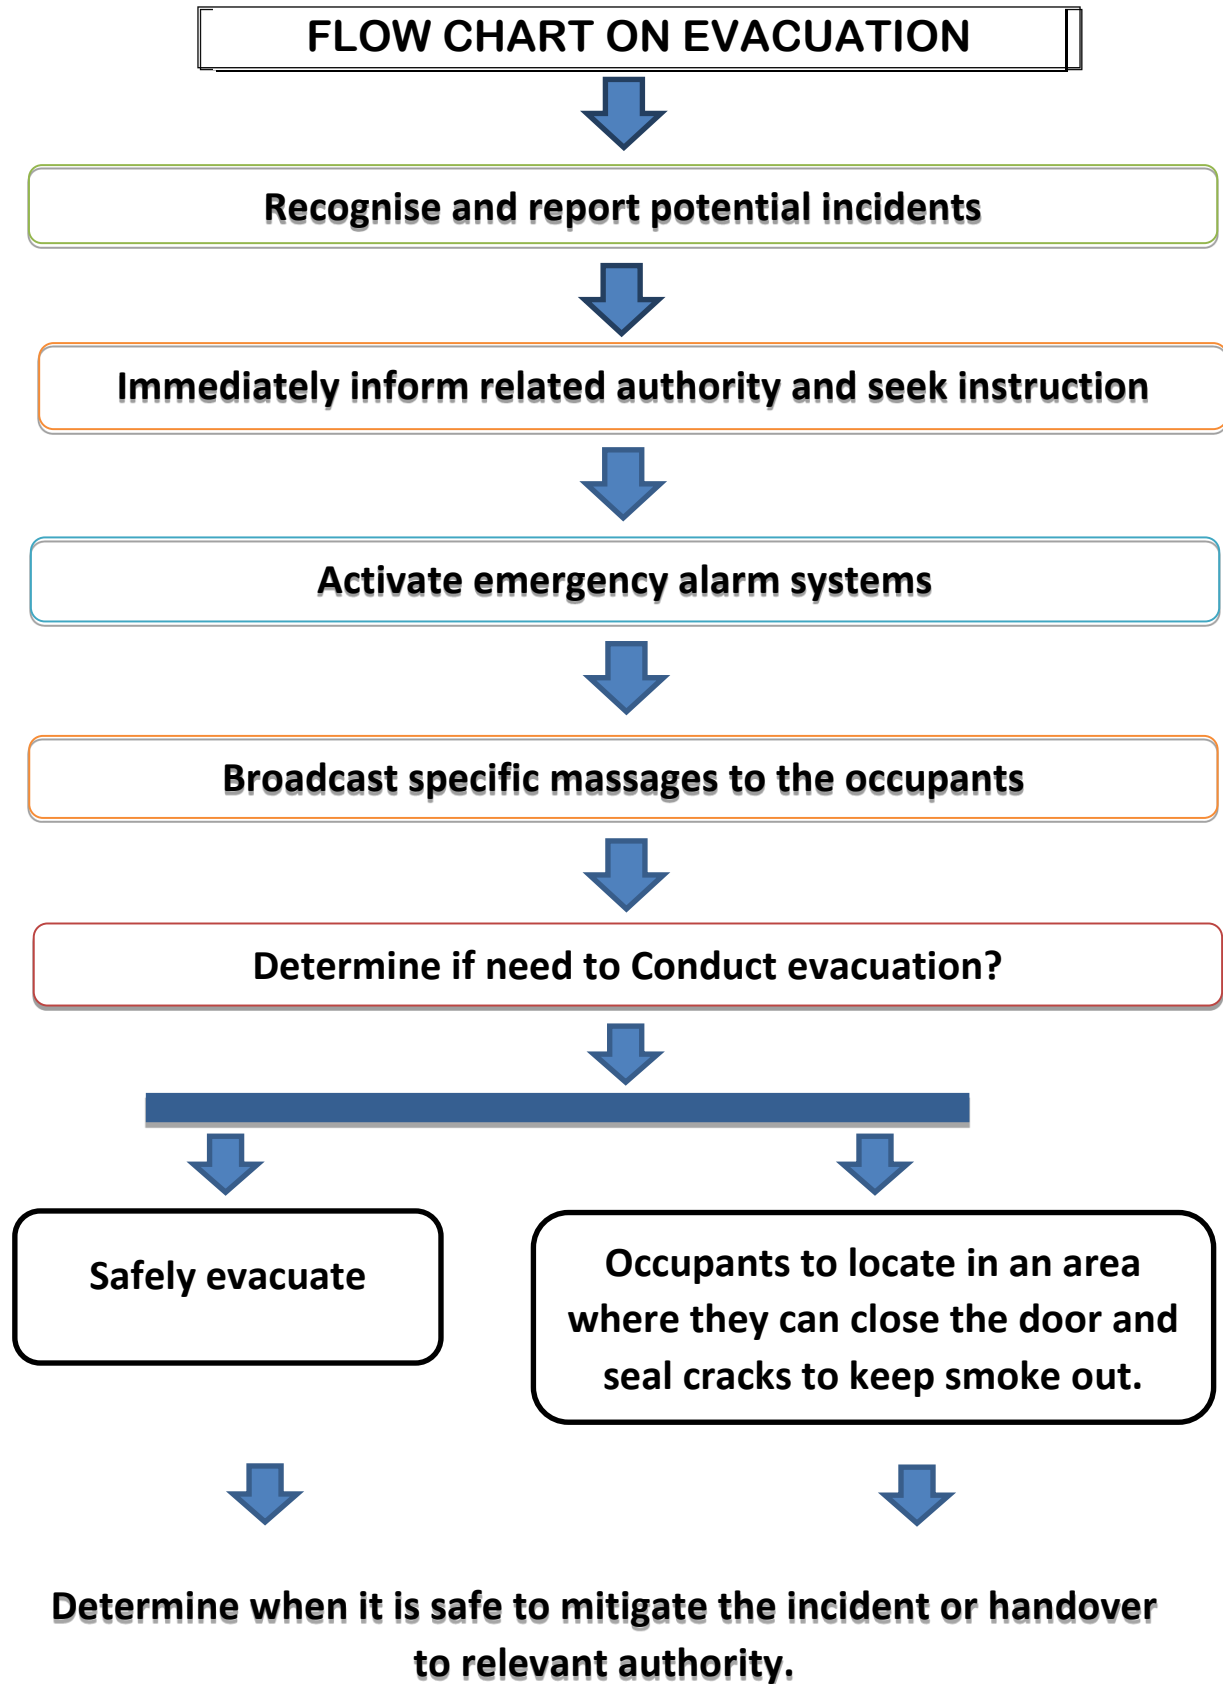 FLOW CHART ON EVACUATION
Recognise and report potential incidents
Immediately inform related authority and seek instruction
Activate emergency alarm systems
Broadcast specific massages to the occupants
Determine if need to Conduct evacuation?
Safely evacuate
Occupants to locate in an area
where they can close the door and
seal cracks to keep smoke out.
Determine when it is safe to mitigate the incident or handover
to relevant authority.